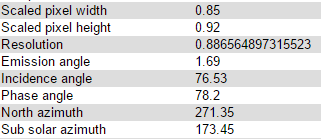 Scaled pixel width 0.85
Scaled pixel height 0.92
Resolution 0.886564897315523
Emission angle 1.69
Incidence angle 76.53
Phase angle 78.2
North azimuth 271.35
Sub solar azimuth 173.45